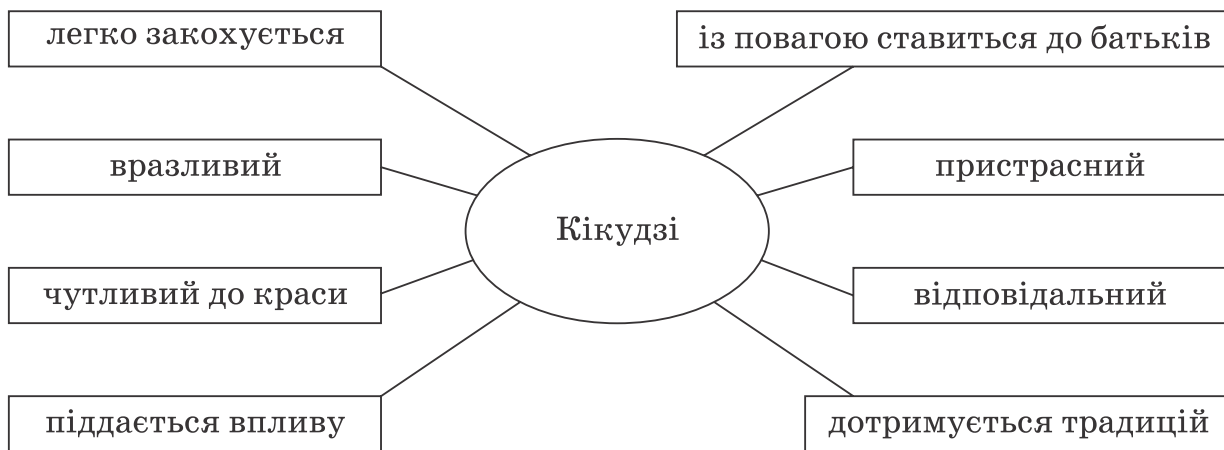 легко закохується
із повагою ставиться до батьків
вразливий
пристрасний
Кікудзі
чутливий до краси
відповідальний
піддається впливу
дотримується традицій